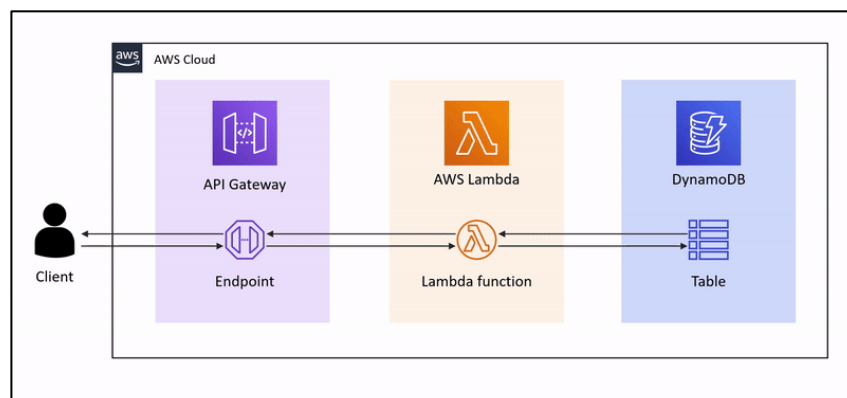 aws
AWS Cloud
</>
API Gateway
AWS Lambda
DynamoDB
Client
Endpoint
Lambda function
Table